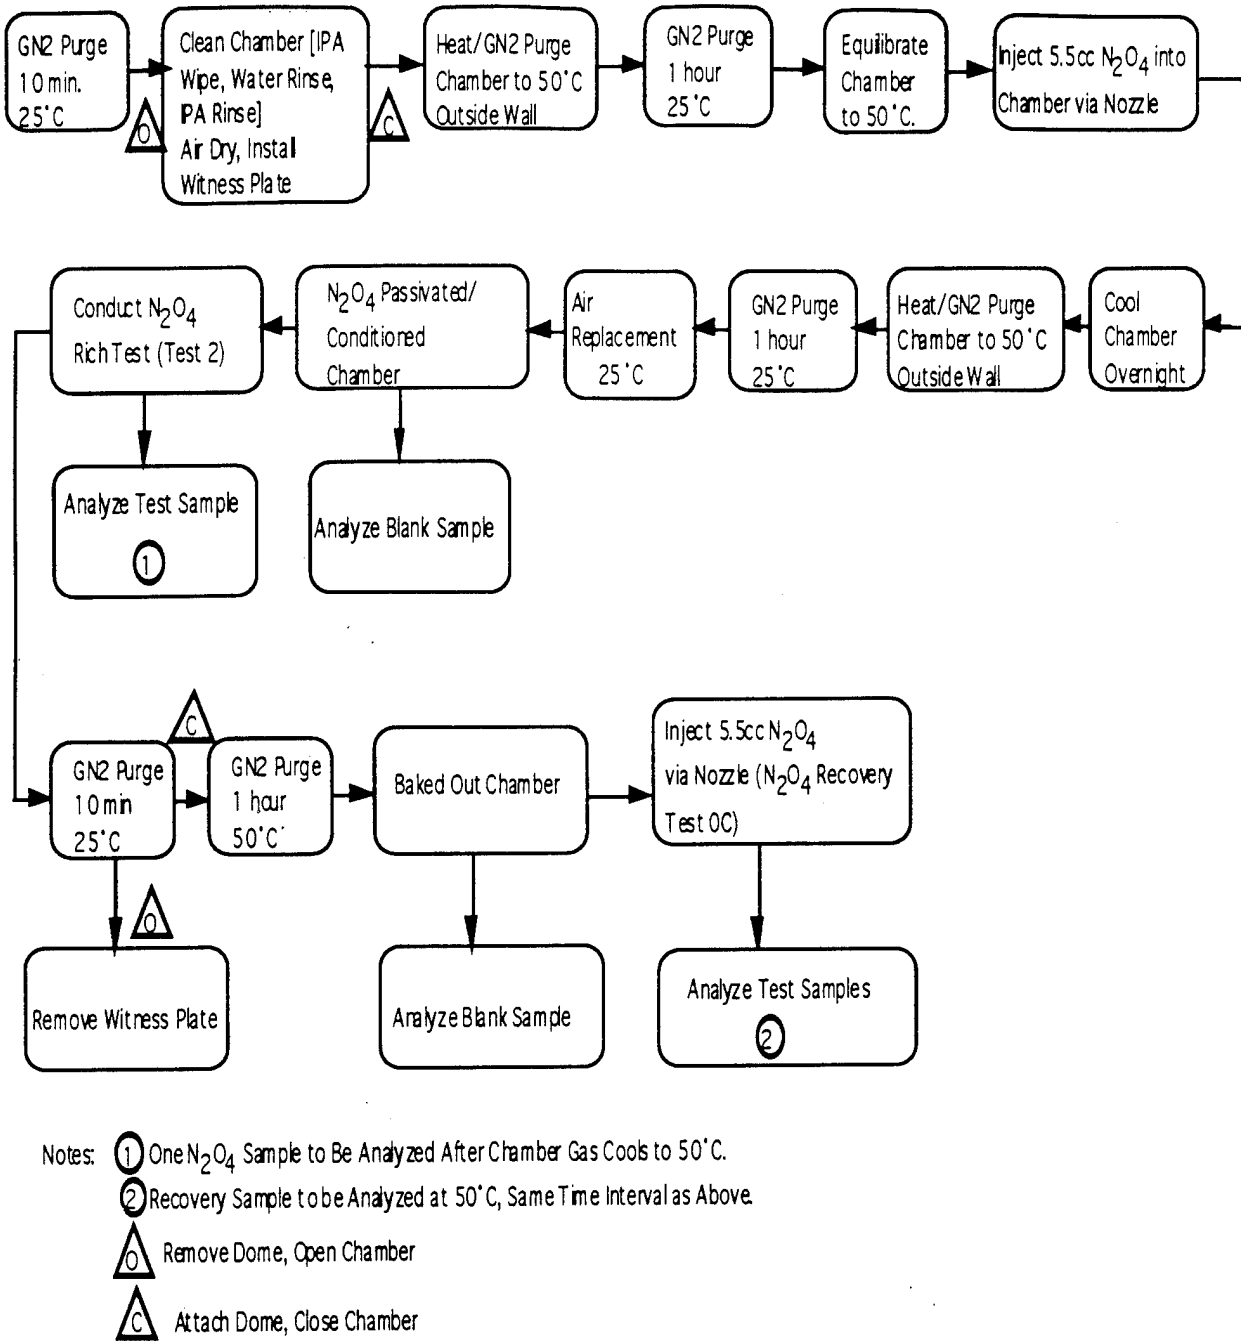 GN2 Purge
10 min.
25°C
O
Clean Chamber [IPA
Wipe, Water Rinse,
IPA Rinse]
Air Dry, Install
Witness Plate
C
Heat/GN2 Purge
Chamber to 50°C
Outside Wall
GN2 Purge
1 hour
25°C
Equilibrate
Chamber
to 50°C.
Inject 5.5cc N₂O₄ into
Chamber via Nozzle
Conduct N₂O₄
Rich Test (Test 2)
N₂O₄ Passivated/
Conditioned
Chamber
Air
Replacement
25°C
GN2 Purge
1 hour
25°C
Heat/GN2 Purge
Chamber to 50°C
Outside Wall
Cool
Chamber
Overnight
Analyze Test Sample
1
Analyze Blank Sample
GN2 Purge
10 min
25°C
C
GN2 Purge
1 hour
50°C
Baked Out Chamber
Inject 5.5cc N₂O₄
via Nozzle (N₂O₄ Recovery
Test 0C)
O
Remove Witness Plate
Analyze Blank Sample
Analyze Test Samples
2
Notes: 1 One N₂O₄ Sample to Be Analyzed After Chamber Gas Cools to 50°C.
2 Recovery Sample to be Analyzed at 50°C, Same Time Interval as Above.
O Remove Dome, Open Chamber
C Attach Dome, Close Chamber